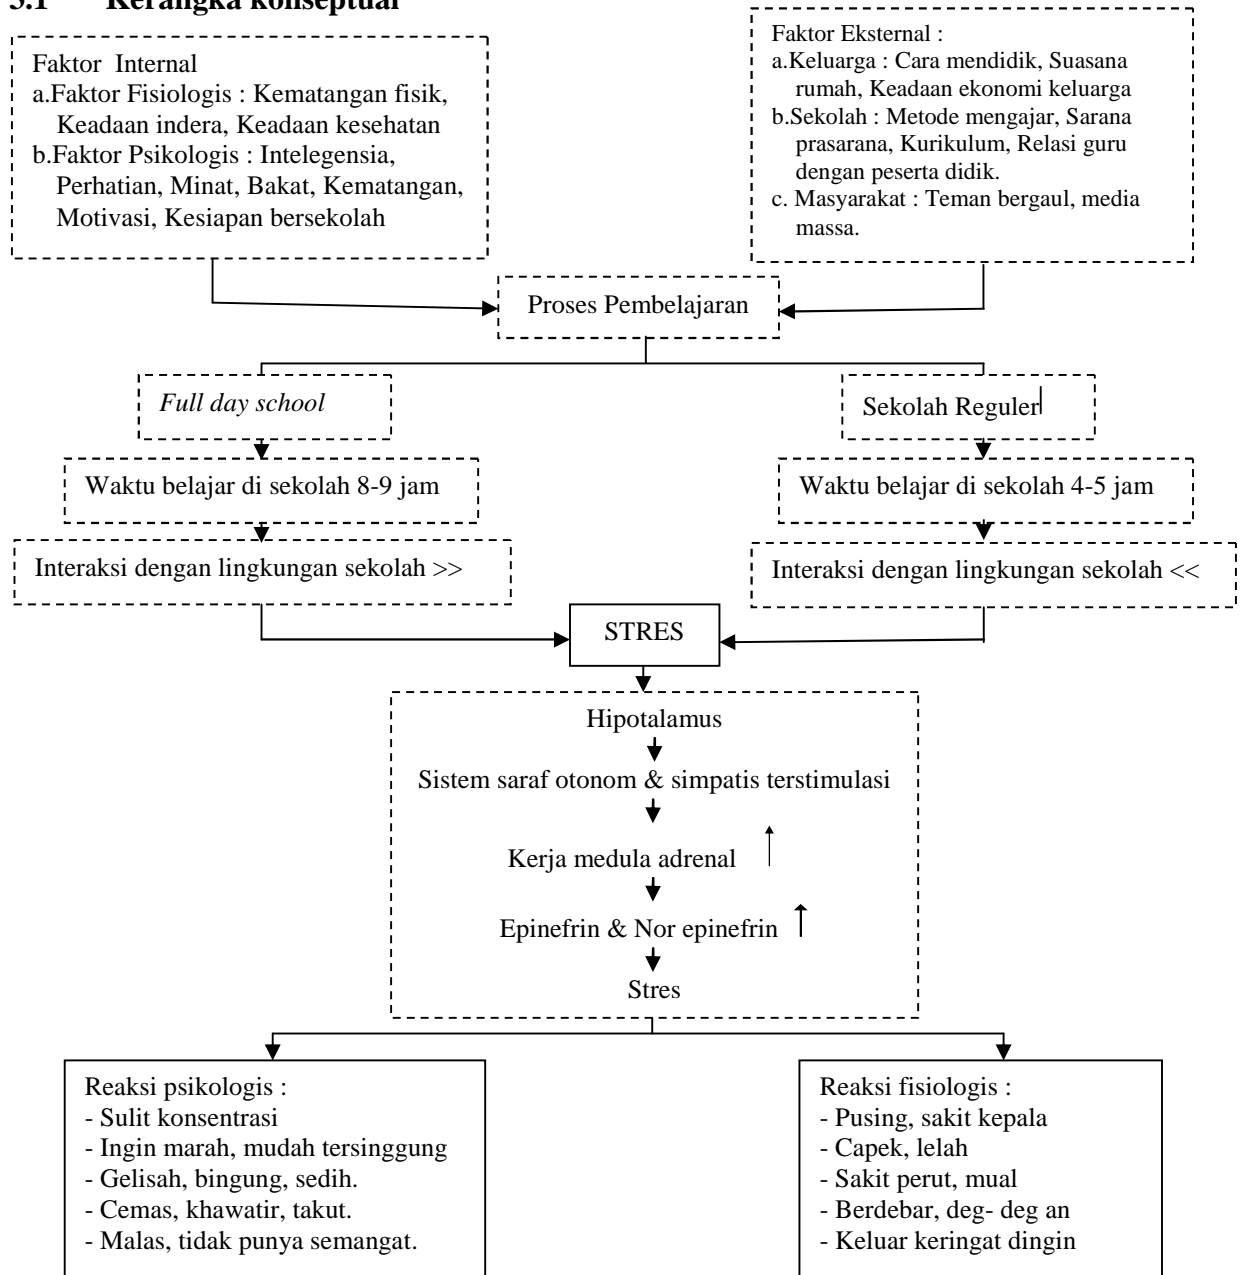 3.1 Kerangka konseptual
Faktor Internal
a.Faktor Fisiologis : Kematangan fisik,
Keadaan indera, Keadaan kesehatan
b.Faktor Psikologis : Intelegensia,
Perhatian, Minat, Bakat, Kematangan,
Motivasi, Kesiapan bersekolah
Faktor Eksternal :
a.Keluarga : Cara mendidik, Suasana
rumah, Keadaan ekonomi keluarga
b.Sekolah : Metode mengajar, Sarana
prasarana, Kurikulum, Relasi guru
dengan peserta didik.
c. Masyarakat : Teman bergaul, media
massa.
Proses Pembelajaran
Full day school
Sekolah Reguler
Waktu belajar di sekolah 8-9 jam
Waktu belajar di sekolah 4-5 jam
Interaksi dengan lingkungan sekolah >>
Interaksi dengan lingkungan sekolah <<
STRES
Hipotalamus
Sistem saraf otonom & simpatis terstimulasi
Kerja medula adrenal ↑
Epinefrin & Nor epinefrin ↑
Stres
Reaksi psikologis :
- Sulit konsentrasi
- Ingin marah, mudah tersinggung
- Gelisah, bingung, sedih.
- Cemas, khawatir, takut.
- Malas, tidak punya semangat.
Reaksi fisiologis :
- Pusing, sakit kepala
- Capek, lelah
- Sakit perut, mual
- Berdebar, deg- deg an
- Keluar keringat dingin